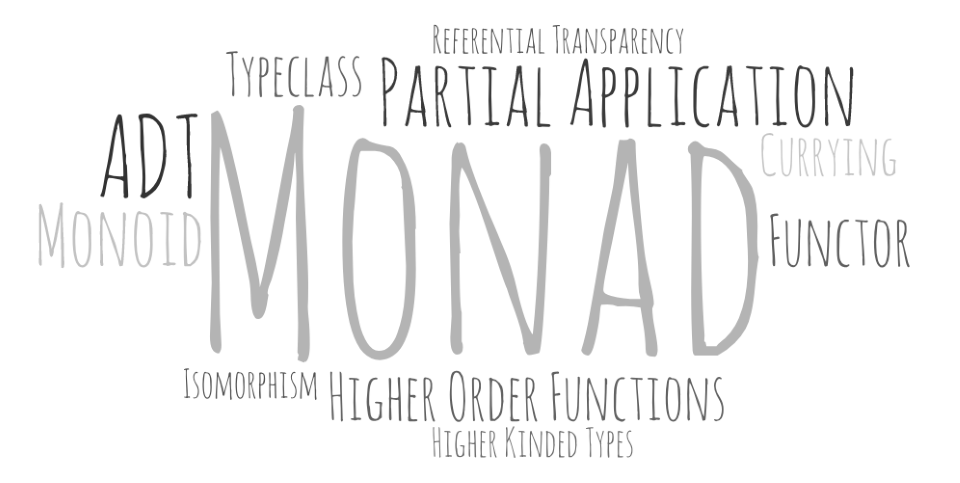 Referential Transparency
Typeclass
Partial Application
ADT
Monad
Currying
Monoid
Functor
Isomorphism
Higher Order Functions
Higher Kinded Types